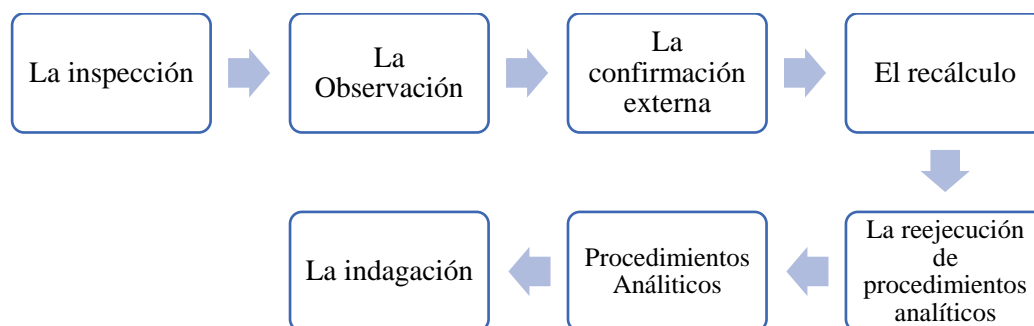 La inspección
La
Observación
La
confirmación
externa
El recálculo
La reejecución
de
procedimientos
analíticos
Procedimientos
Análiticos
La indagación